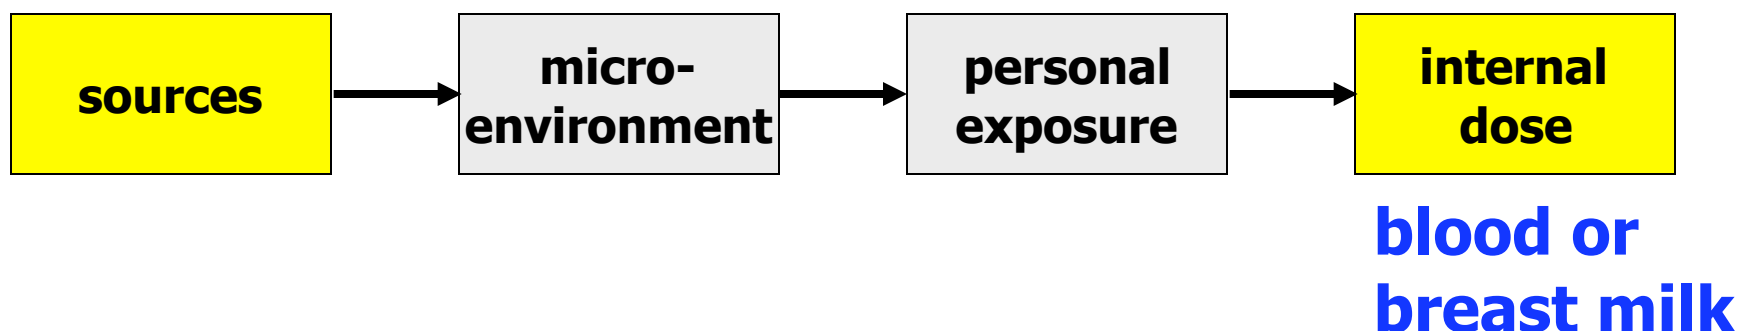 sources
micro-
environment
personal
exposure
internal
dose
blood or
breast milk